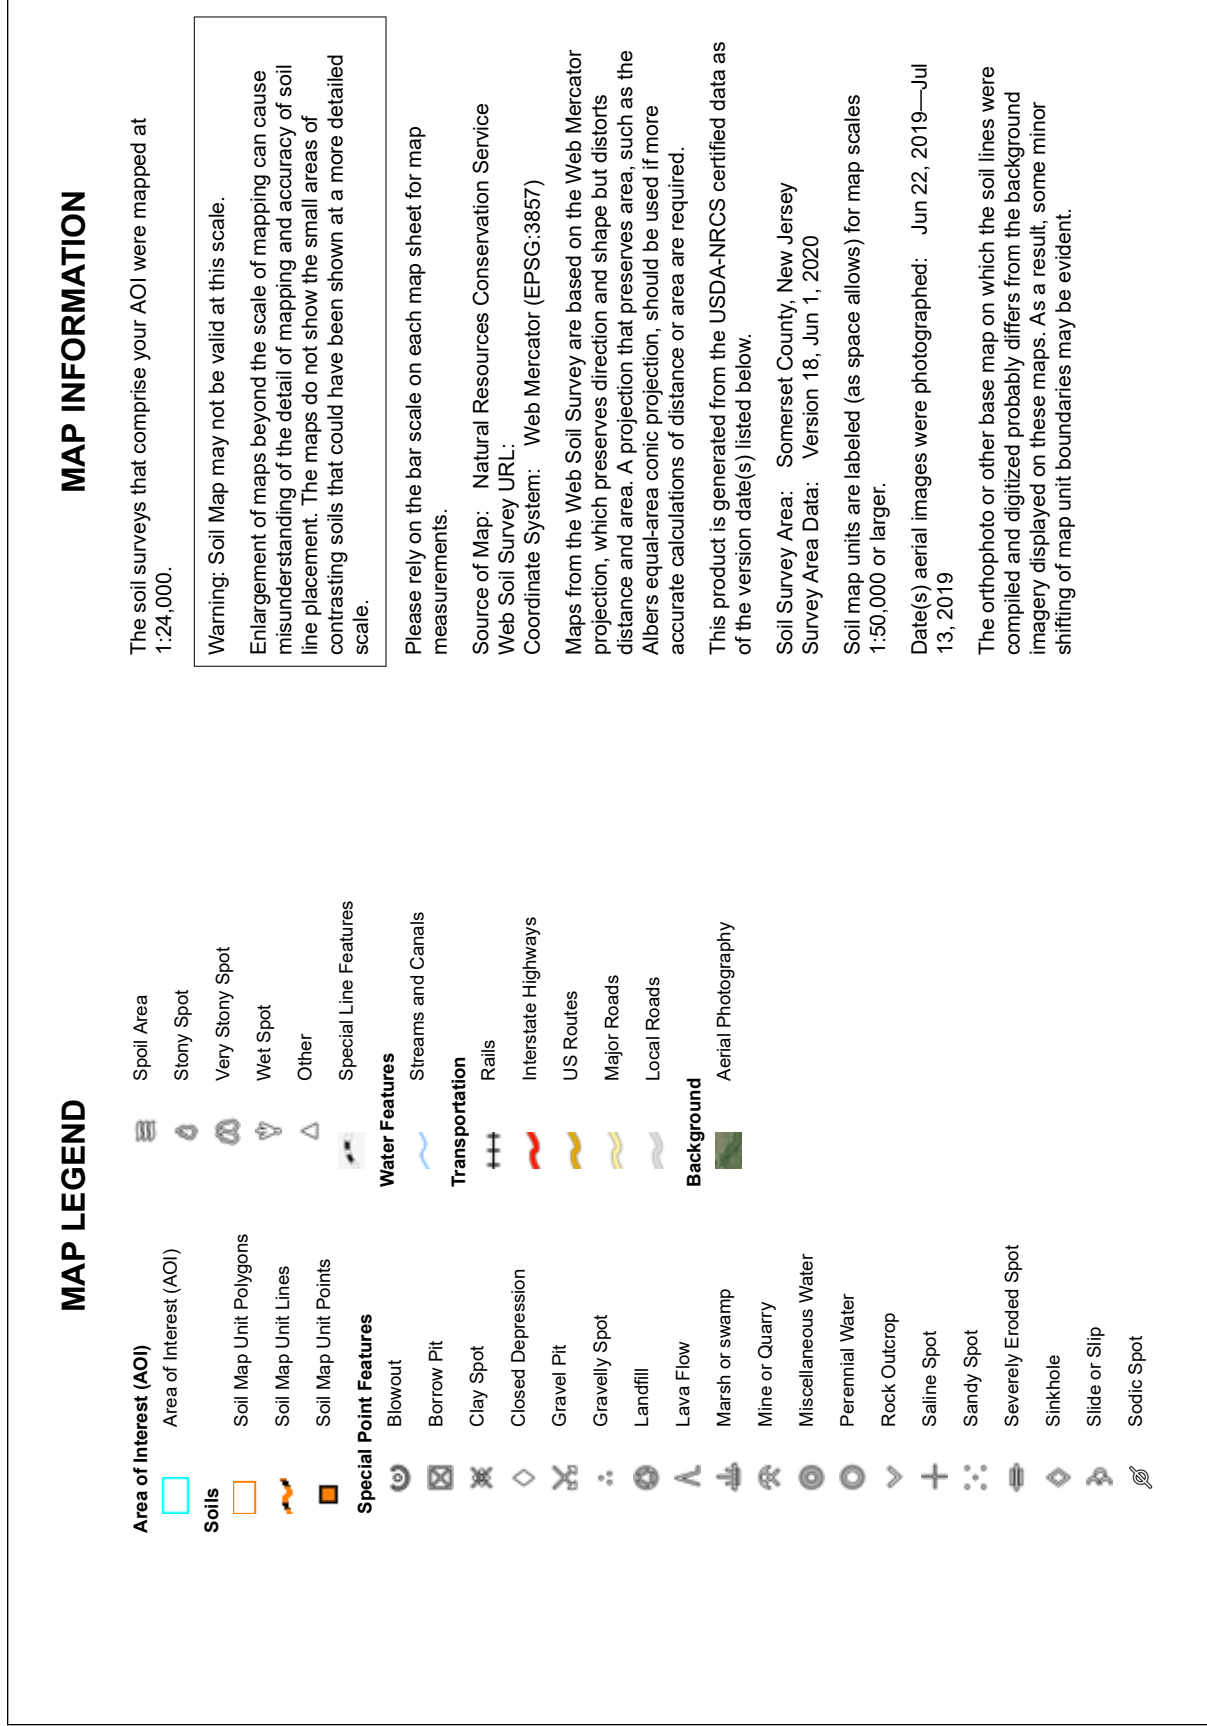 MAP LEGEND
Area of Interest (AOI)
Area of Interest (AOI)
Soils
Soil Map Unit Polygons
Soil Map Unit Lines
Soil Map Unit Points
Special Point Features
Blowout
Borrow Pit
Clay Spot
Closed Depression
Gravel Pit
Gravelly Spot
Landfill
Lava Flow
Marsh or swamp
Mine or Quarry
Miscellaneous Water
Perennial Water
Rock Outcrop
Saline Spot
Sandy Spot
Severely Eroded Spot
Sinkhole
Slide or Slip
Sodic Spot
Spoil Area
Stony Spot
Very Stony Spot
Wet Spot
Other
Special Line Features
Water Features
Streams and Canals
Transportation
Rails
Interstate Highways
US Routes
Major Roads
Local Roads
Background
Aerial Photography
MAP INFORMATION
The soil surveys that comprise your AOI were mapped at
1:24,000.
Warning: Soil Map may not be valid at this scale.
Enlargement of maps beyond the scale of mapping can cause
misunderstanding of the detail of mapping and accuracy of soil
line placement. The maps do not show the small areas of
contrasting soils that could have been shown at a more detailed
scale.
Please rely on the bar scale on each map sheet for map
measurements.
Source of Map: Natural Resources Conservation Service
Web Soil Survey URL:
Coordinate System: Web Mercator (EPSG:3857)
Maps from the Web Soil Survey are based on the Web Mercator
projection, which preserves direction and shape but distorts
distance and area. A projection that preserves area, such as the
Albers equal-area conic projection, should be used if more
accurate calculations of distance or area are required.
This product is generated from the USDA-NRCS certified data as
of the version date(s) listed below.
Soil Survey Area: Somerset County, New Jersey
Survey Area Data: Version 18, Jun 1, 2020
Soil map units are labeled (as space allows) for map scales
1:50,000 or larger.
Date(s) aerial images were photographed: Jun 22, 2019—Jul
13, 2019
The orthophoto or other base map on which the soil lines were
compiled and digitized probably differs from the background
imagery displayed on these maps. As a result, some minor
shifting of map unit boundaries may be evident.